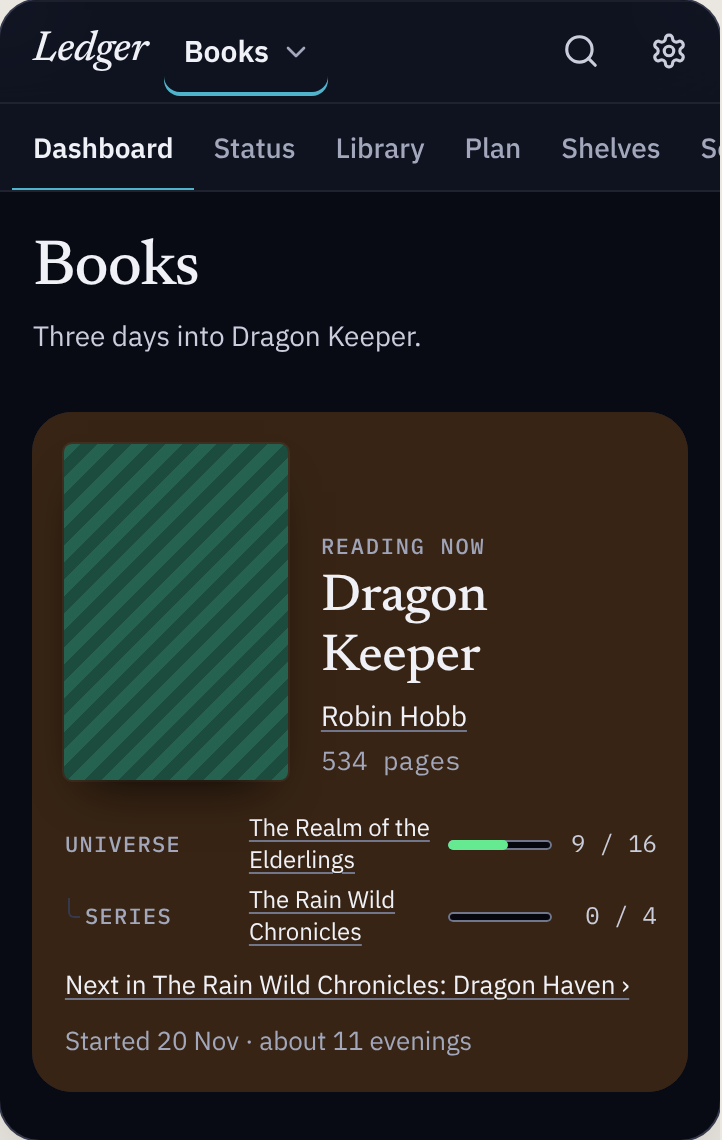 Ledger Books
Dashboard Status Library Plan Shelves
Books
Three days into Dragon Keeper.
READING NOW
Dragon
Keeper
Robin Hobb
534 pages
UNIVERSE The Realm of the Elderlings 9 / 16
SERIES The Rain Wild Chronicles 0 / 4
Next in The Rain Wild Chronicles: Dragon Haven ›
Started 20 Nov · about 11 evenings